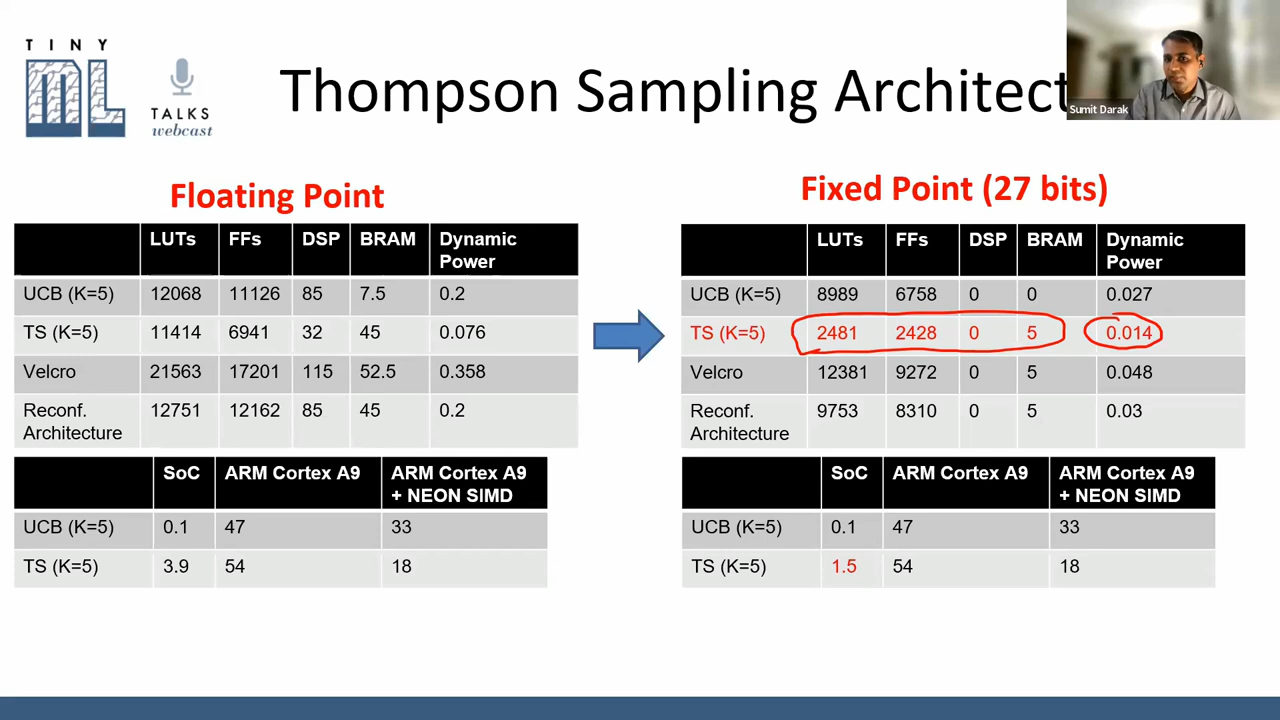 TINY
ML
TALKS
webcast
Thompson Sampling Architect
Sumit Darak
Floating Point
LUTs FFs DSP BRAM Dynamic Power
UCB (K=5) 12068 11126 85 7.5 0.2
TS (K=5) 11414 6941 32 45 0.076
Velcro 21563 17201 115 52.5 0.358
Reconf. Architecture 12751 12162 85 45 0.2
SoC ARM Cortex A9 ARM Cortex A9 + NEON SIMD
UCB (K=5) 0.1 47 33
TS (K=5) 3.9 54 18
Fixed Point (27 bits)
LUTs FFs DSP BRAM Dynamic Power
UCB (K=5) 8989 6758 0 0 0.027
TS (K=5) 2481 2428 0 5 0.014
Velcro 12381 9272 0 5 0.048
Reconf. Architecture 9753 8310 0 5 0.03
SoC ARM Cortex A9 ARM Cortex A9 + NEON SIMD
UCB (K=5) 0.1 47 33
TS (K=5) 1.5 54 18